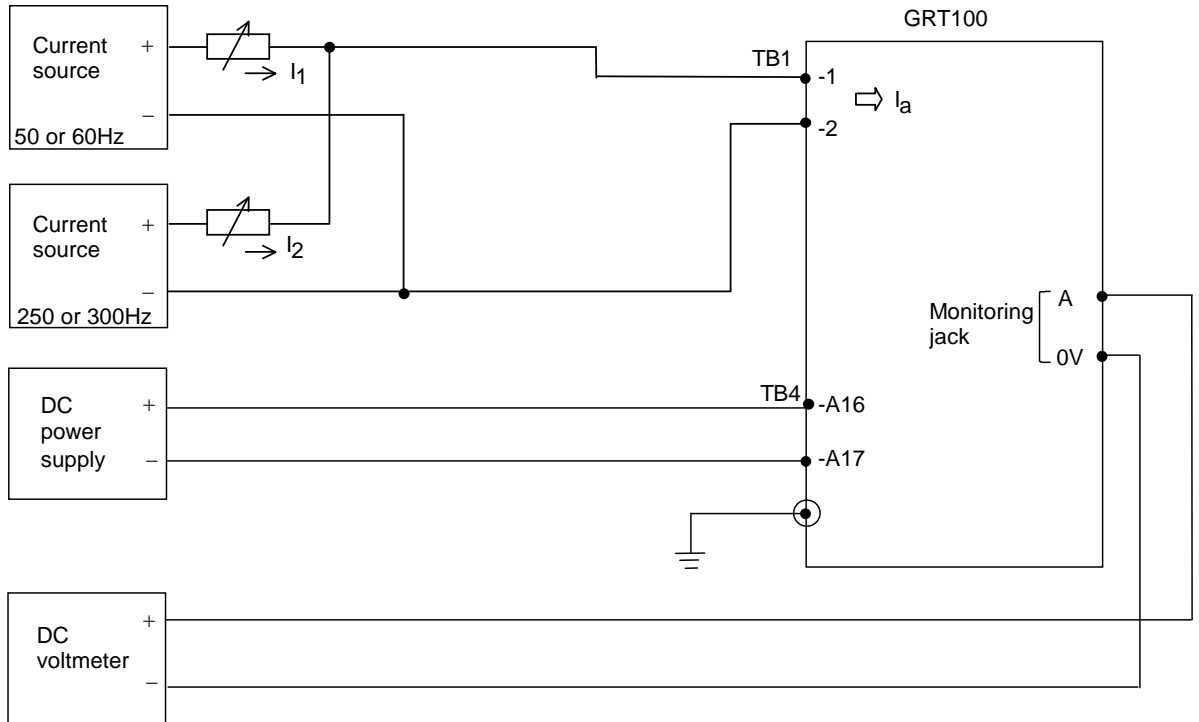 GRT100
Current
source
+
−
I1
50 or 60Hz
TB1
-1
-2
Ia
Current
source
+
−
I2
250 or 300Hz
Monitoring
jack
A
0V
DC
power
supply
+
−
TB4
-A16
-A17
DC
voltmeter
+
−